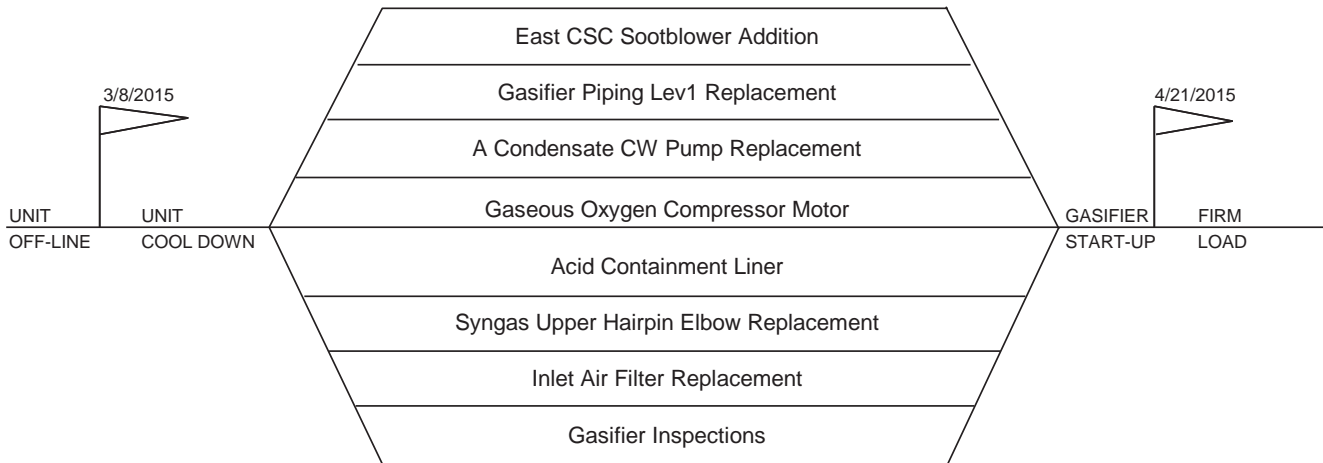 East CSC Sootblower Addition
Gasifier Piping Lev1 Replacement
A Condensate CW Pump Replacement
Gaseous Oxygen Compressor Motor
Acid Containment Liner
Syngas Upper Hairpin Elbow Replacement
Inlet Air Filter Replacement
Gasifier Inspections
3/8/2015
UNIT
OFF-LINE
UNIT
COOL DOWN
4/21/2015
GASIFIER
START-UP
FIRM
LOAD